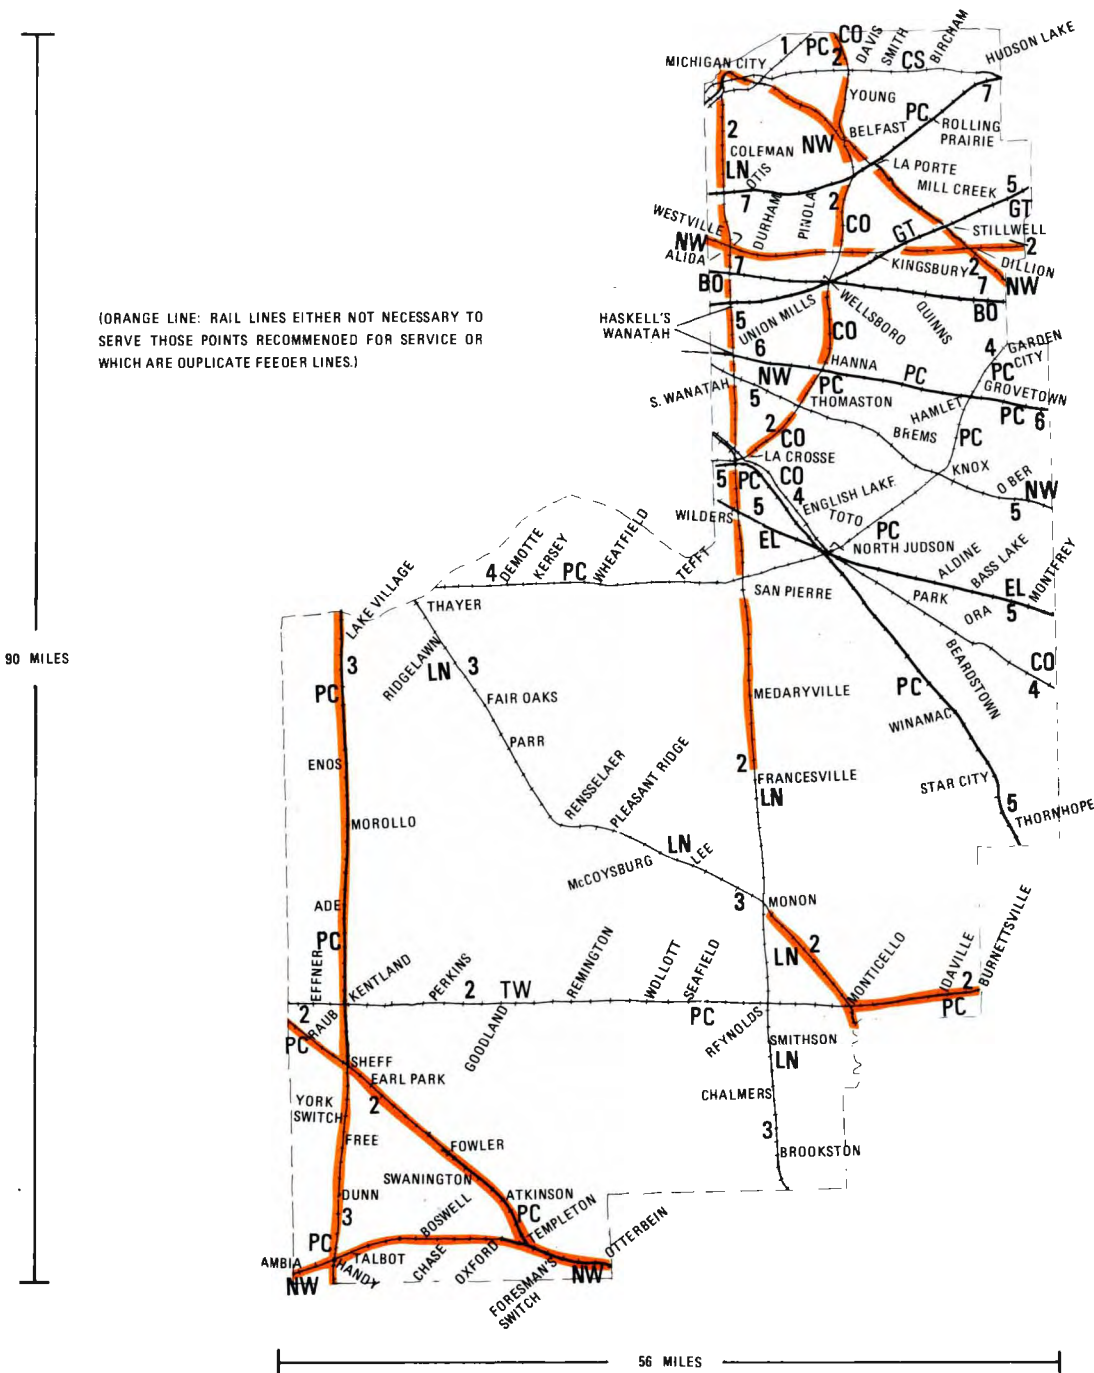 1
PC
CO
2
DAVIS
SMITH
CS
BIRCHAM
HUDSON LAKE
MICHIGAN CITY
YOUNG
7
PC
BELFAST
ROLLING
PRAIRIE
2
COLEMAN
NW
LN
OTIS
LA PORTE
MILL CREEK
5
7
DURHAM
PINOLA
2
GT
WESTVILLE
CO
GT
STILLWELL
NW
2
ALIDA
7
KINGSBURY
2
DILLION
BO
7
NW
(ORANGE LINE: RAIL LINES EITHER NOT NECESSARY TO
SERVE THOSE POINTS RECOMMENDED FOR SERVICE OR
WHICH ARE OUPLICATE FEEOER LINES.)
HASKELL'S
WANATAH
5
UNION MILLS
WELLSBORO
QUINNS
BO
CO
6
HANNA
4
GARDEN
CITY
NW
PC
PC
PC
GROVETOWN
S. WANATAH
5
THOMASTON
HAMLET
PC
6
2
CO
BREMS
PC
LA CROSSE
KNOX
5
PC
CO
4
ENGLISH LAKE
OBER
NW
5
WILDERS
5
TOTO
PC
EL
NORTH JUDSON
4
DEMOTTE
KERSEY
PC
WHEATFIELD
TEFFT
ALDINE
BASS LAKE
MONTFREY
SAN PIERRE
PARK
ORA
EL
5
LAKE VILLAGE
THAYER
90 MILES
3
RIDGELAWN
LN
3
BEARDSTOWN
CO
4
PC
FAIR OAKS
MEDARYVILLE
PC
WINAMAC
PARR
ENOS
2
FRANCESVILLE
LN
STAR CITY
5
THORNHOPE
RENSSELAER
PLEASANT RIDGE
MOROLLO
LN
LEE
McCOYSBURG
3
MONON
ADE
PC
LN
2
EFFNER
KENTLAND
PERKINS
2
TW
REMINGTON
WOLLOTT
SEAFIELD
MONTICELLO
IDAVILLE
2
BURNETTSVILLE
PC
PC
2
RAUB
PC
GOODLAND
RFYNOLDS
SMITHSON
LN
SHEFF
EARL PARK
2
CHALMERS
YORK
SWITCH
3
FREE
FOWLER
BROOKSTON
SWANINGTON
DUNN
ATKINSON
3
BOSWELL
PC
TEMPLETON
PC
OTTERBEIN
AMBIA
TALBOT
CHASE
OXFORD
HANDY
NW
FORESMAN'S
SWITCH
NW
56 MILES